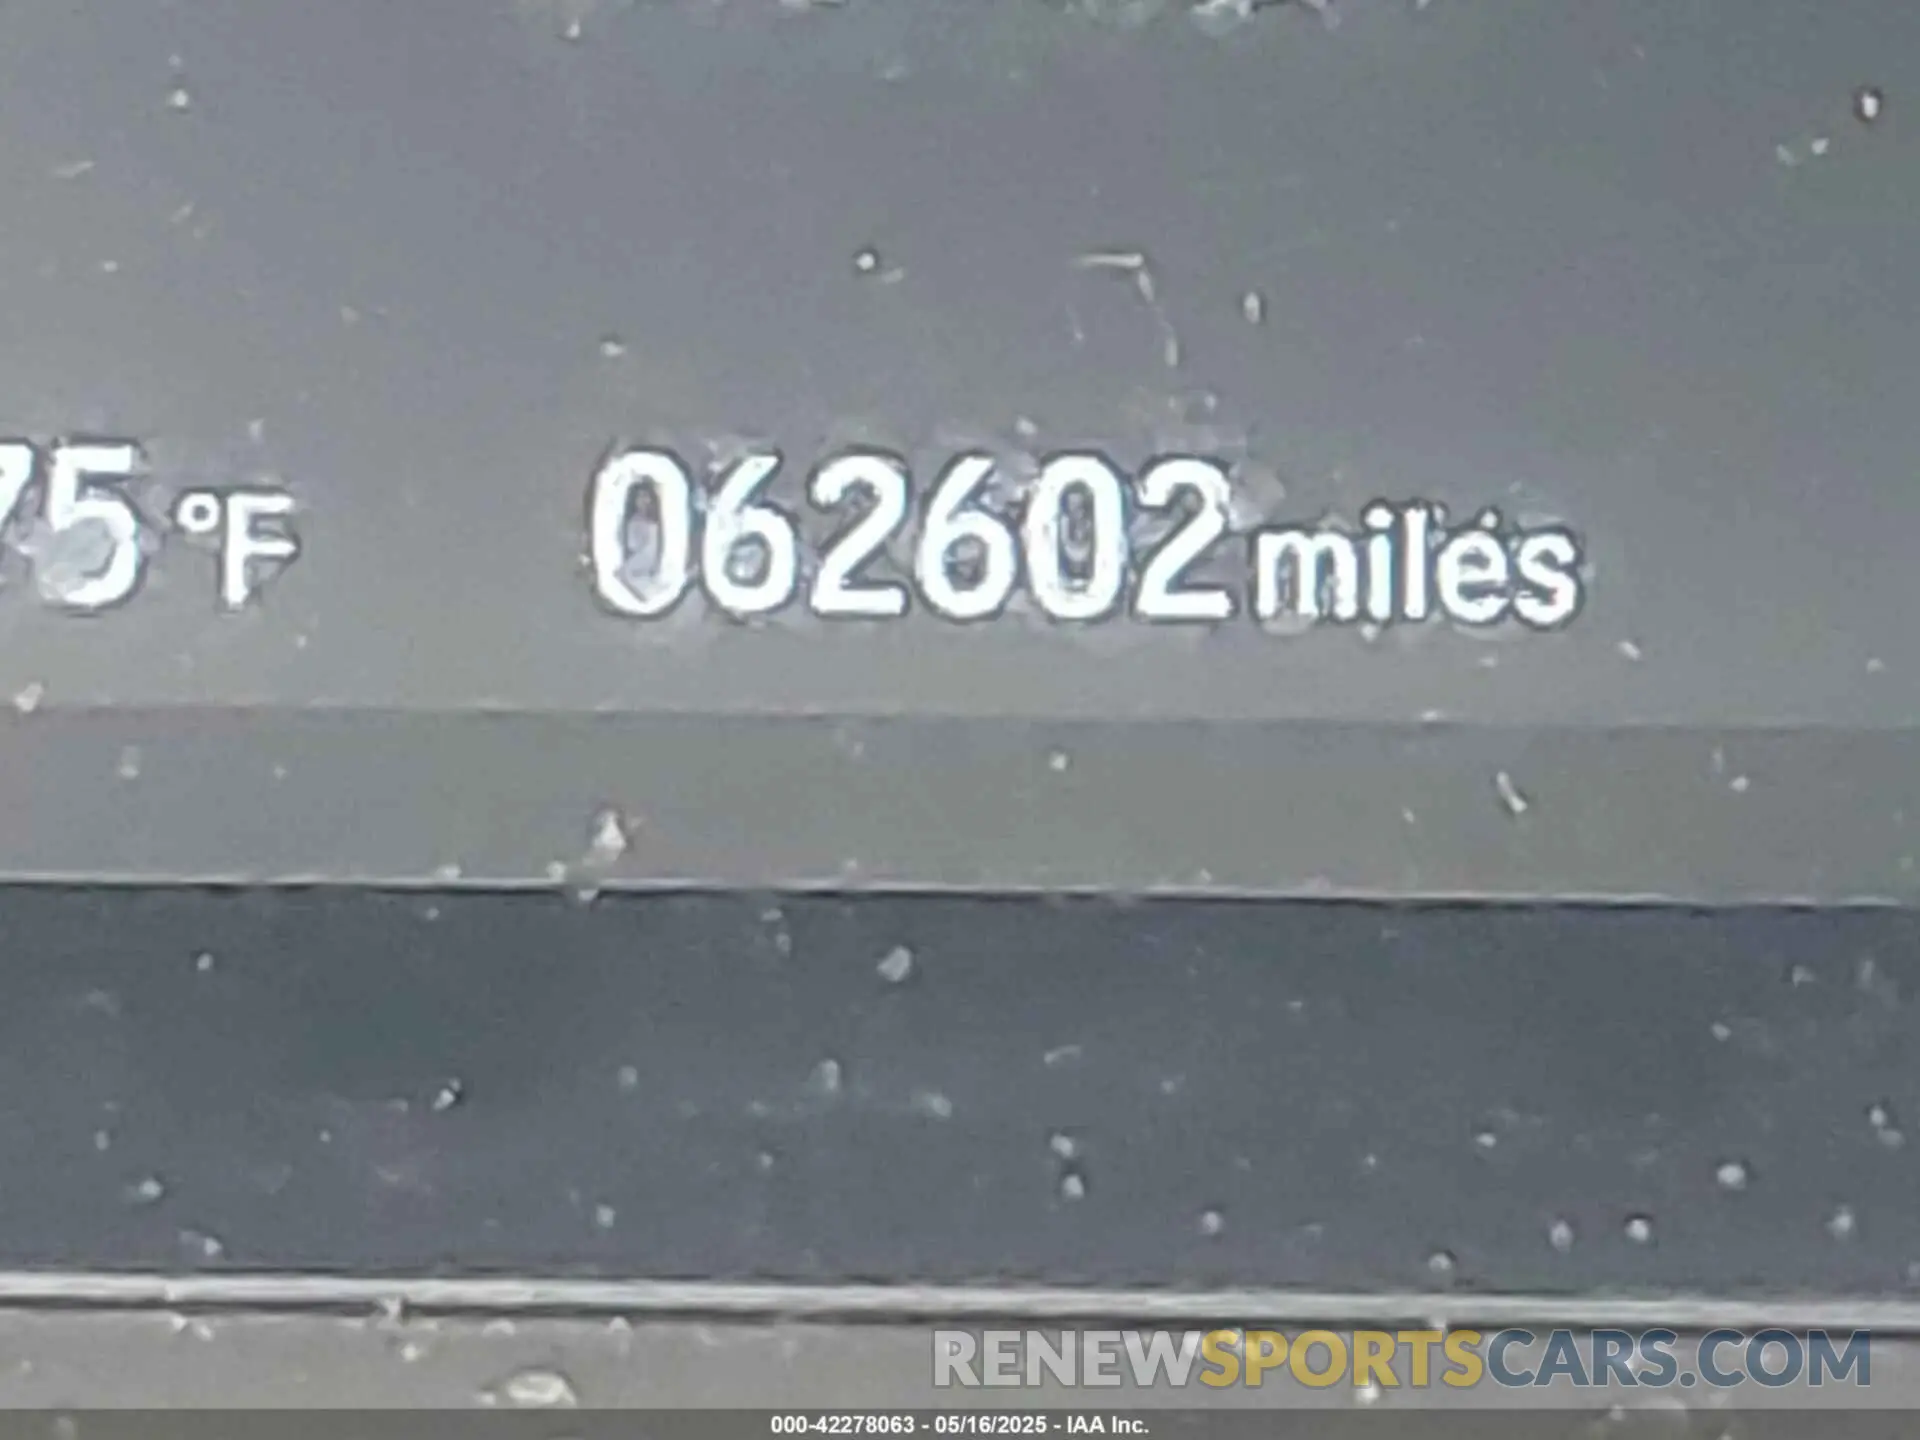 75 °F 062602 miles
RENEWSPORTSCARS.COM
000-42278063 - 05/16/2025 - IAA Inc.